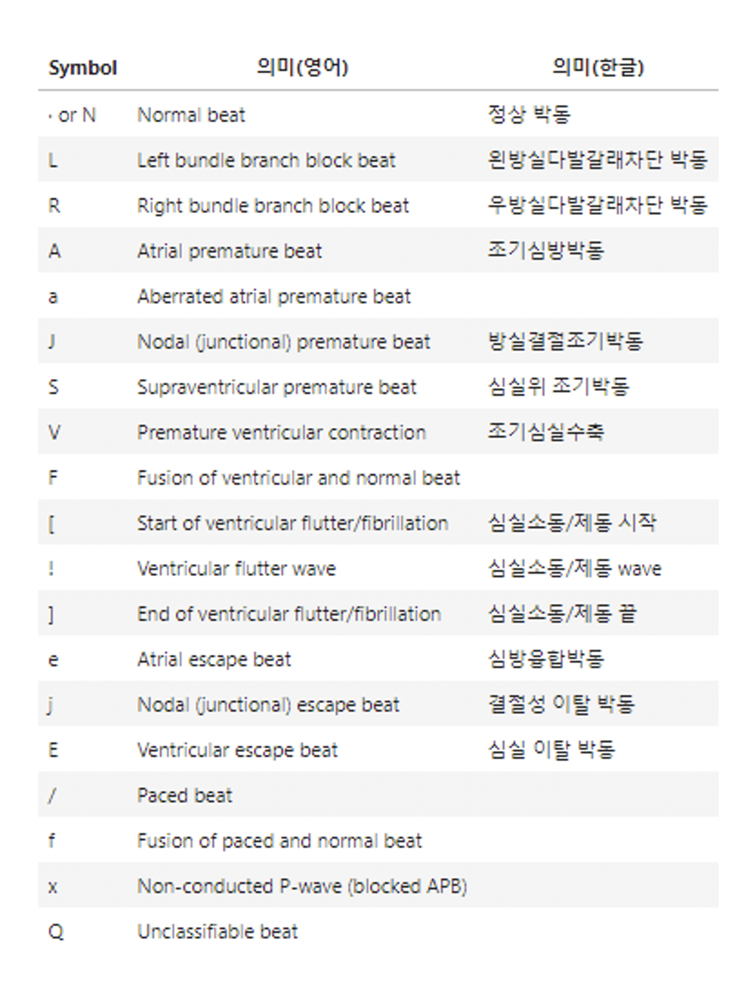 Symbol 의미(영어) 의미(한글)
· or N Normal beat 정상 박동
L Left bundle branch block beat 왼방실다발갈래차단 박동
R Right bundle branch block beat 우방실다발갈래차단 박동
A Atrial premature beat 조기심방박동
a Aberrated atrial premature beat
J Nodal (junctional) premature beat 방실결절조기박동
S Supraventricular premature beat 심실위 조기박동
V Premature ventricular contraction 조기심실수축
F Fusion of ventricular and normal beat
[ Start of ventricular flutter/fibrillation 심실소동/제동 시작
! Ventricular flutter wave 심실소동/제동 wave
] End of ventricular flutter/fibrillation 심실소동/제동 끝
e Atrial escape beat 심방융합박동
j Nodal (junctional) escape beat 결절성 이탈 박동
E Ventricular escape beat 심실 이탈 박동
/ Paced beat
f Fusion of paced and normal beat
x Non-conducted P-wave (blocked APB)
Q Unclassifiable beat